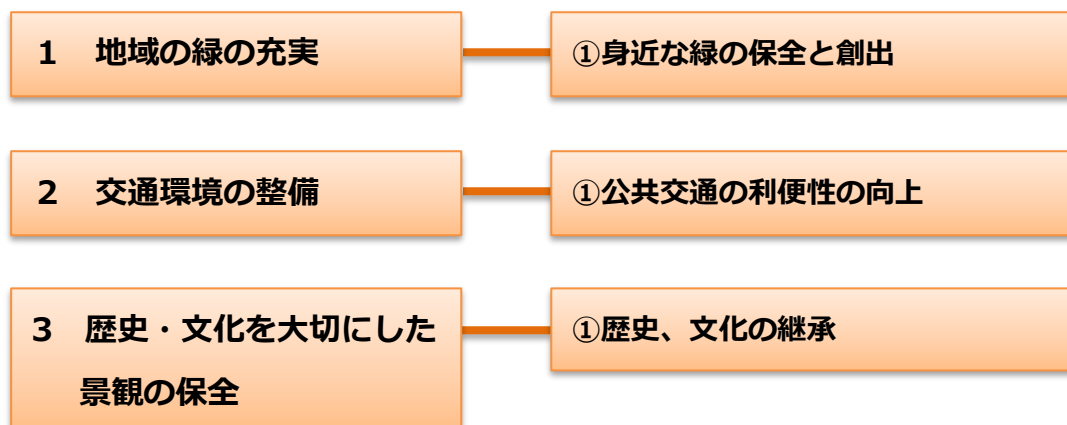 1　地域の緑の充実
①身近な緑の保全と創出
2　交通環境の整備
①公共交通の利便性の向上
3　歴史・文化を大切にした
景観の保全
①歴史、文化の継承